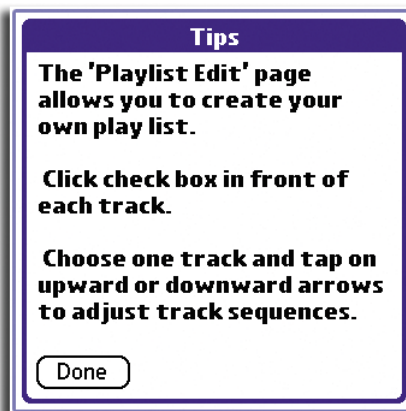 Tips
The 'Playlist Edit' page
allows you to create your
own play list.
Click check box in front of
each track.
Choose one track and tap on
upward or downward arrows
to adjust track sequences.
Done